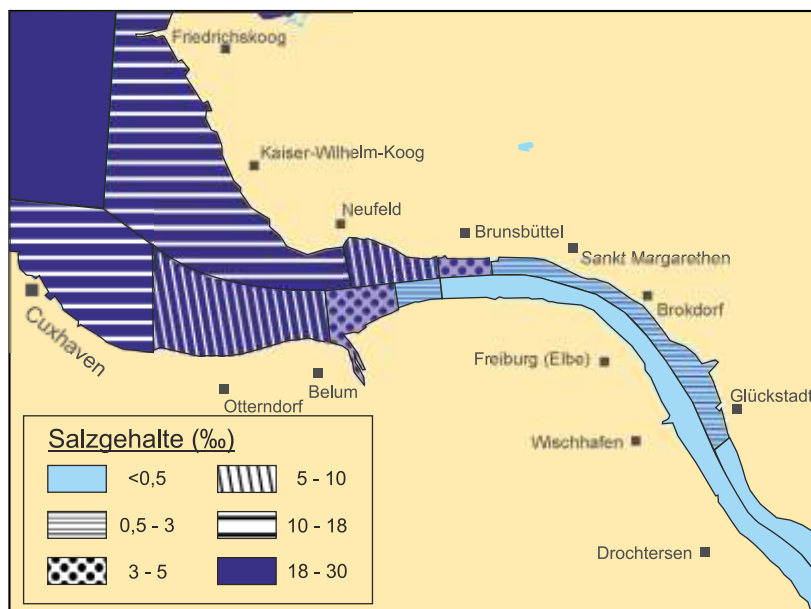 Friedrichskoog
Kaiser-Wilhelm-Koog
Neufeld
Brunsbüttel
Sankt Margarethen
Cuxhaven
Brokdorf
Freiburg (Elbe)
Belum
Otterndorf
Glückstadt
Wischhafen
Drochtersen
Salzgehalte (‰)
<0,5
5 - 10
0,5 - 3
10 - 18
3 - 5
18 - 30